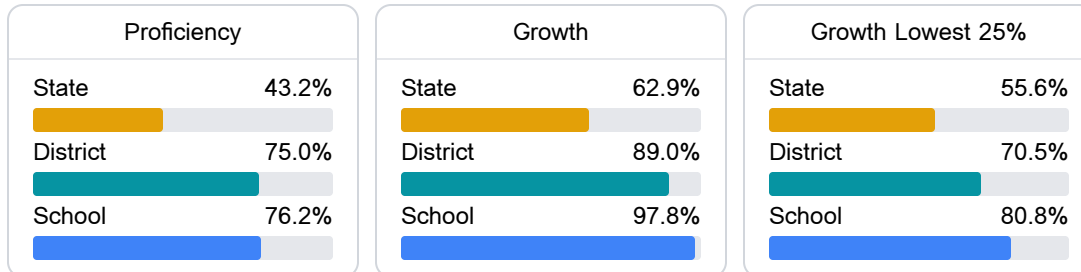 Proficiency
State 43.2%
District 75.0%
School 76.2%
Growth
State 62.9%
District 89.0%
School 97.8%
Growth Lowest 25%
State 55.6%
District 70.5%
School 80.8%